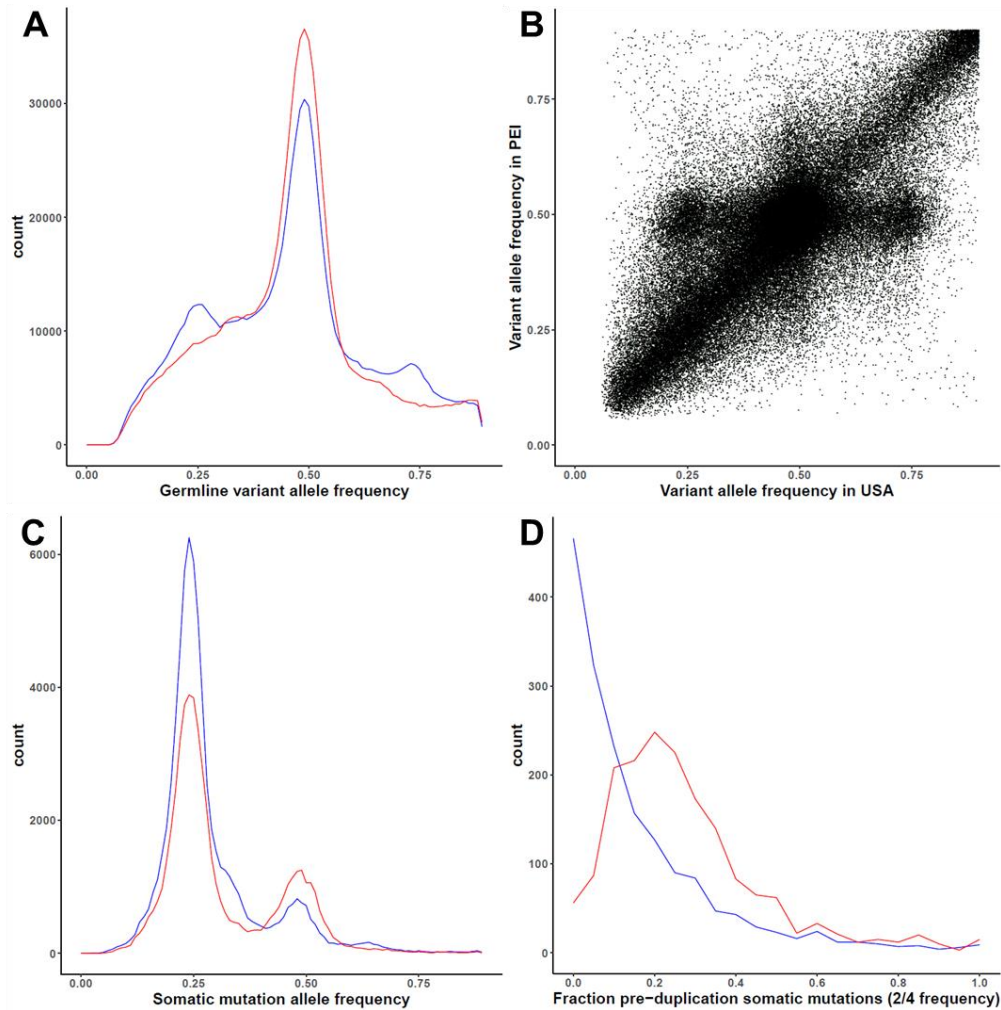 A
count
30000
20000
10000
0
0.00 0.25 0.50 0.75
Germline variant allele frequency
B
Variant allele frequency in PEI
0.75
0.50
0.25
0.00
0.00 0.25 0.50 0.75
Variant allele frequency in USA
C
count
6000
4000
2000
0
0.00 0.25 0.50 0.75
Somatic mutation allele frequency
D
count
400
300
200
100
0
0.0 0.2 0.4 0.6 0.8 1.0
Fraction pre−duplication somatic mutations (2/4 frequency)